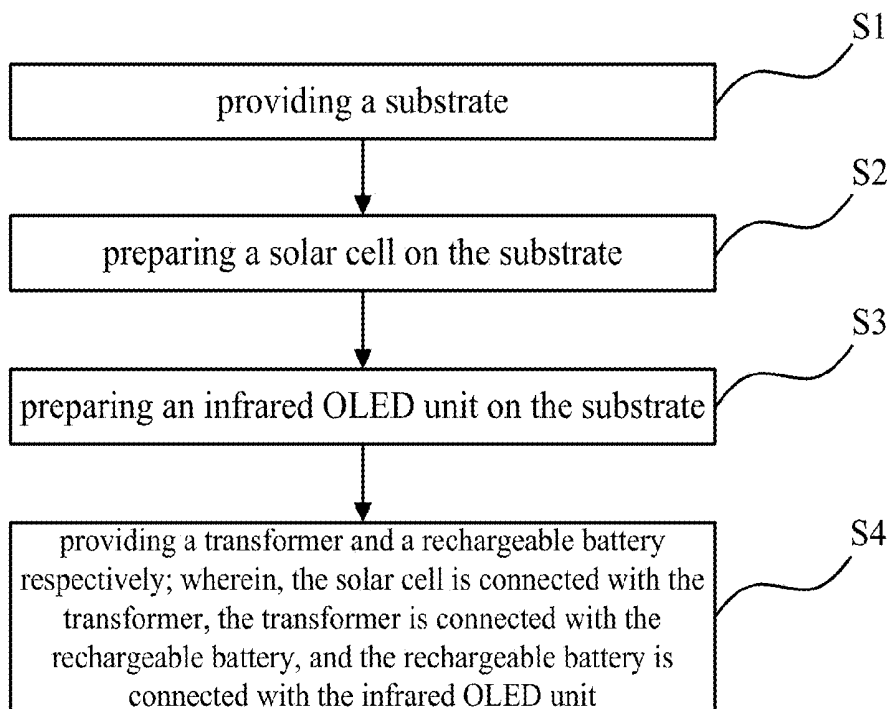 S1
providing a substrate
S2
preparing a solar cell on the substrate
S3
preparing an infrared OLED unit on the substrate
S4
providing a transformer and a rechargeable battery
respectively; wherein, the solar cell is connected with the
transformer, the transformer is connected with the
rechargeable battery, and the rechargeable battery is
connected with the infrared OLED unit